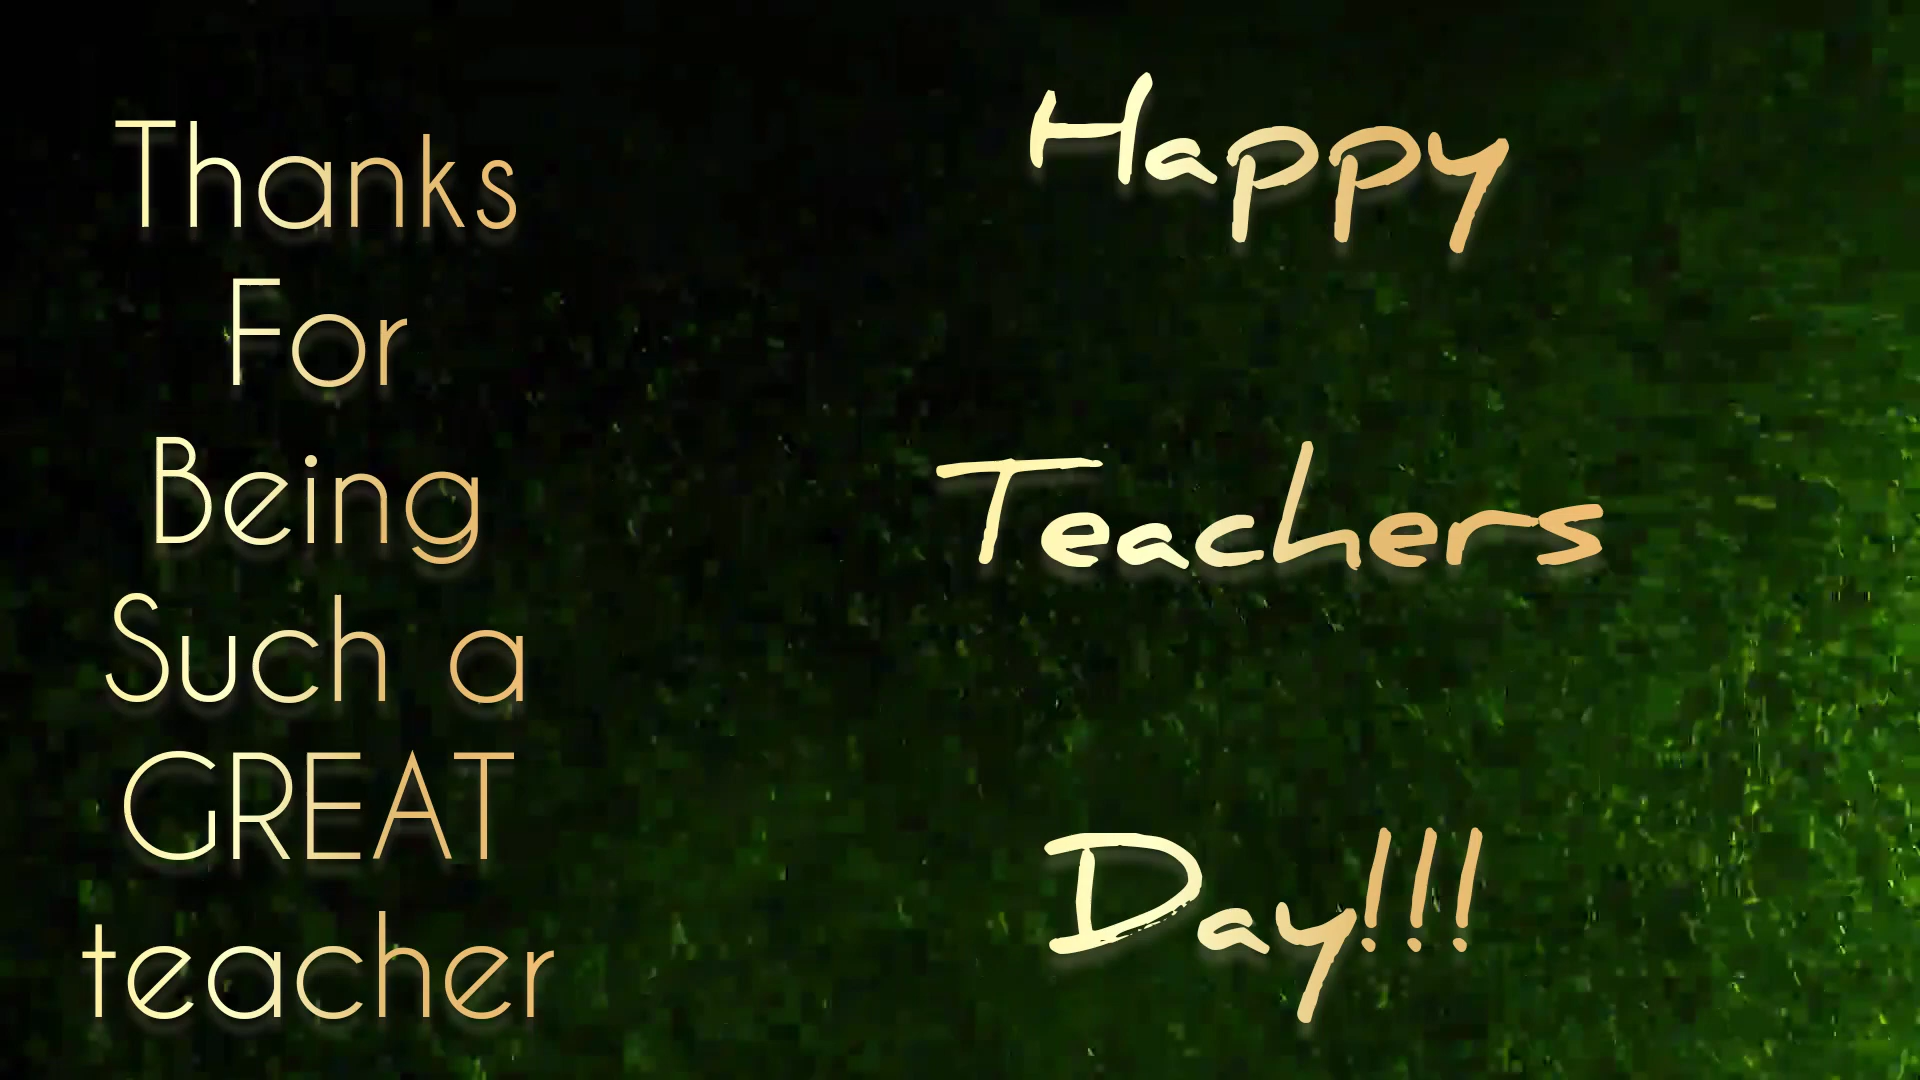 Thanks
For
Being
Such a
GREAT
teacher
Happy
Teachers
Day!!!